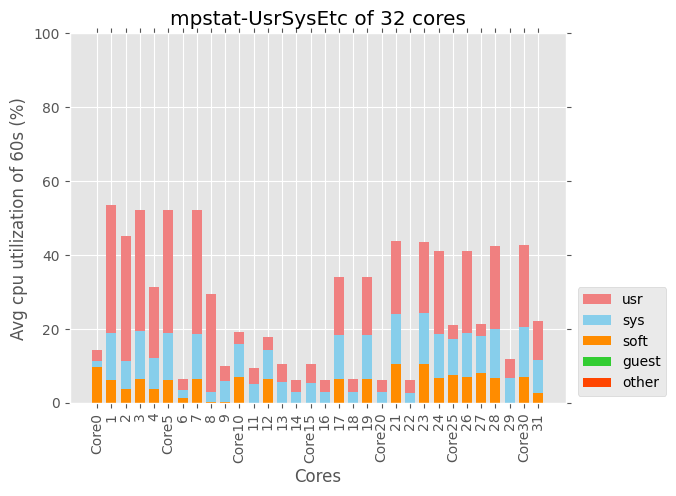 mpstat-UsrSysEtc of 32 cores
Avg cpu utilization of 60s (%)
100
80
60
40
20
0
Core0
1
2
3
4
Core5
6
7
8
9
Core10
11
12
13
14
Core15
16
17
18
19
Core20
21
22
23
24
Core25
26
27
28
29
Core30
31
Cores
usr
sys
soft
guest
other